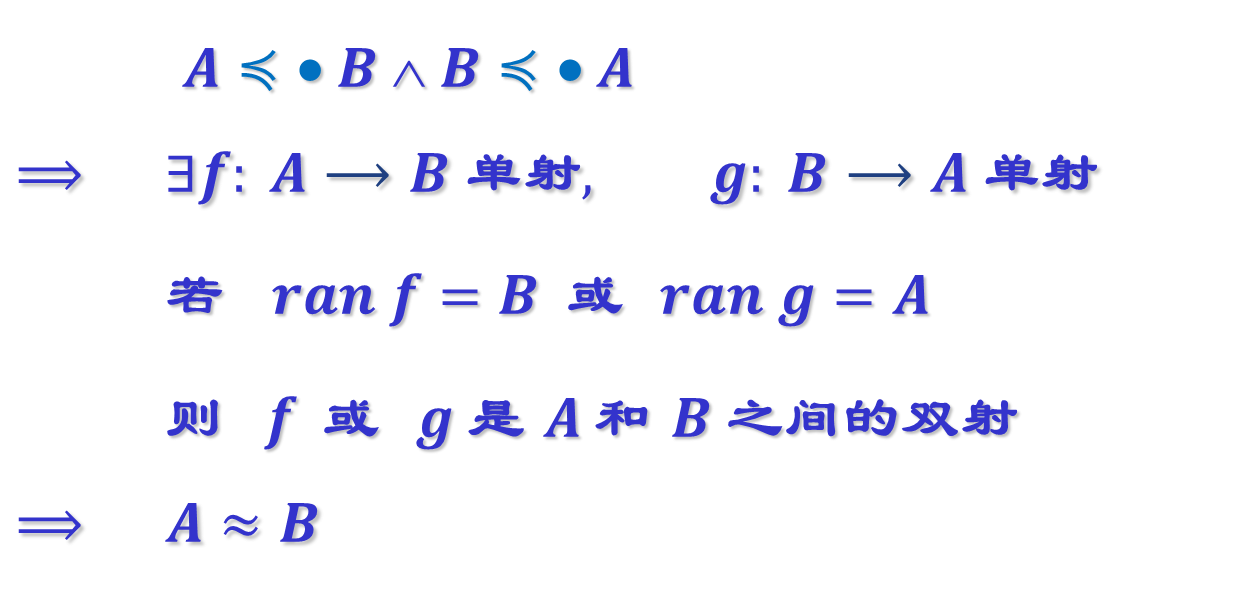 A ≼ • B ∧ B ≼ • A
⟹ ∃f: A ⟶ B 单射, g: B ⟶ A 单射
若 ran f = B 或 ran g = A
则 f 或 g 是 A 和 B 之间的双射
⟹ A ≈ B